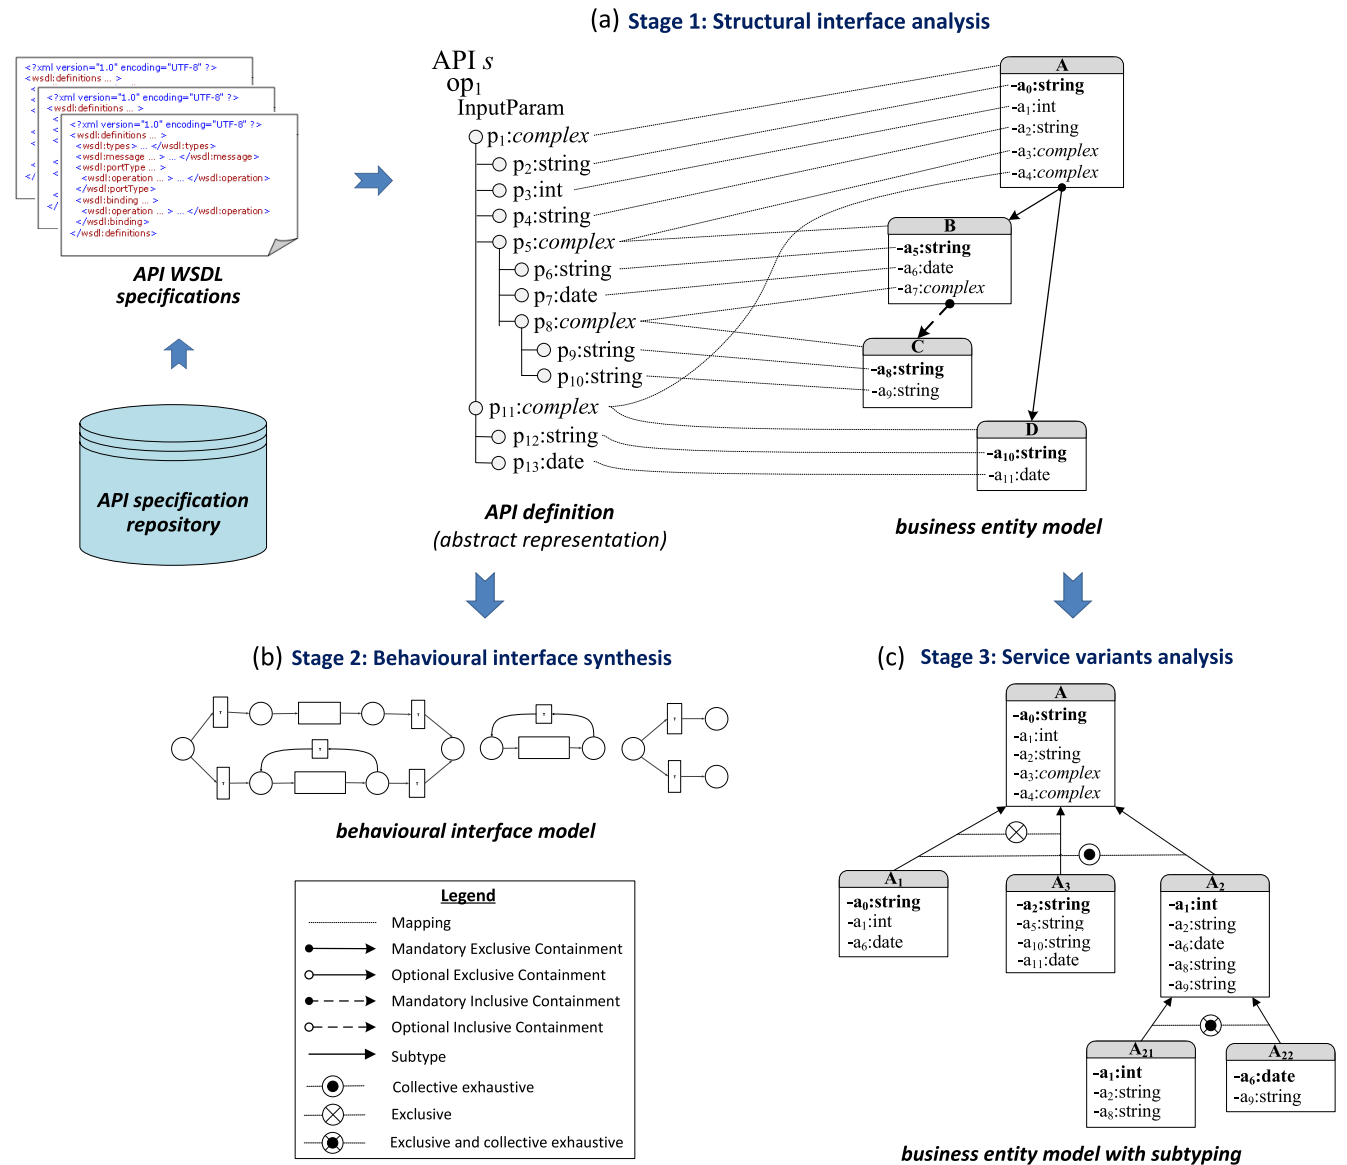 (a) Stage 1: Structural interface analysis
<?xml version="1.0" encoding="UTF-8" ?>
<wsdl:definitions ... >
<?xml version="1.0" encoding="UTF-8" ?>
<wsdl:definitions ... >
<?xml version="1.0" encoding="UTF-8" ?>
<wsdl:definitions ... >
<wsdl:types> ... </wsdl:types>
<wsdl:message ... > ... </wsdl:message>
<wsdl:portType ... >
<wsdl:operation ... > ... </wsdl:operation>
</wsdl:portType>
<wsdl:binding ... >
<wsdl:operation ... > ... </wsdl:operation>
</wsdl:binding>
</wsdl:definitions>
API WSDL
specifications
API specification
repository
API s
op₁
InputParam
p₁:complex
p₂:string
p₃:int
p₄:string
p₅:complex
p₆:string
p₇:date
p₈:complex
p₉:string
p₁₀:string
p₁₁:complex
p₁₂:string
p₁₃:date
API definition
(abstract representation)
A
-a₀:string
-a₁:int
-a₂:string
-a₃:complex
-a₄:complex
B
-a₅:string
-a₆:date
-a₇:complex
C
-a₈:string
-a₉:string
D
-a₁₀:string
-a₁₁:date
business entity model
(b) Stage 2: Behavioural interface synthesis
τ
τ
τ
τ
τ
τ
τ
τ
behavioural interface model
Legend
Mapping
Mandatory Exclusive Containment
Optional Exclusive Containment
Mandatory Inclusive Containment
Optional Inclusive Containment
Subtype
Collective exhaustive
Exclusive
Exclusive and collective exhaustive
(c) Stage 3: Service variants analysis
A
-a₀:string
-a₁:int
-a₂:string
-a₃:complex
-a₄:complex
A₁
-a₀:string
-a₁:int
-a₆:date
A₃
-a₂:string
-a₅:string
-a₁₀:string
-a₁₁:date
A₂
-a₁:int
-a₂:string
-a₆:date
-a₈:string
-a₉:string
A₂₁
-a₁:int
-a₂:string
-a₈:string
A₂₂
-a₆:date
-a₉:string
business entity model with subtyping